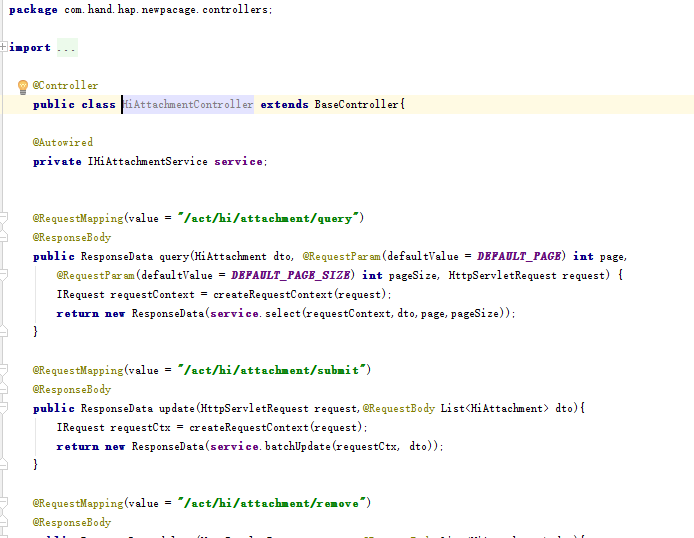 package com.hand.hap.newpacage.controllers;
import ...
@Controller
public class HiAttachmentController extends BaseController{
@Autowired
private IHiAttachmentService service;
@RequestMapping(value = "/act/hi/attachment/query")
@ResponseBody
public ResponseData query(HiAttachment dto, @RequestParam(defaultValue = DEFAULT_PAGE) int page,
@RequestParam(defaultValue = DEFAULT_PAGE_SIZE) int pageSize, HttpServletRequest request) {
IRequest requestContext = createRequestContext(request);
return new ResponseData(service.select(requestContext,dto,page,pageSize));
}
@RequestMapping(value = "/act/hi/attachment/submit")
@ResponseBody
public ResponseData update(HttpServletRequest request,@RequestBody List<HiAttachment> dto){
IRequest requestCtx = createRequestContext(request);
return new ResponseData(service.batchUpdate(requestCtx, dto));
}
@RequestMapping(value = "/act/hi/attachment/remove")
@ResponseBody